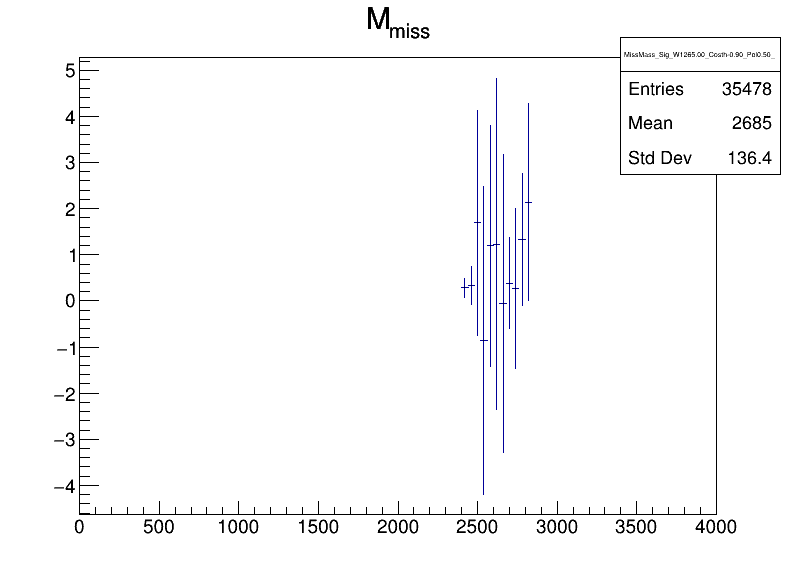 M_miss
MissMass_Sig_W1265.00_Costh-0.90_Pol0.50_
Entries 35478
Mean 2685
Std Dev 136.4
5
4
3
2
1
0
−1
−2
−3
−4
0 500 1000 1500 2000 2500 3000 3500 4000